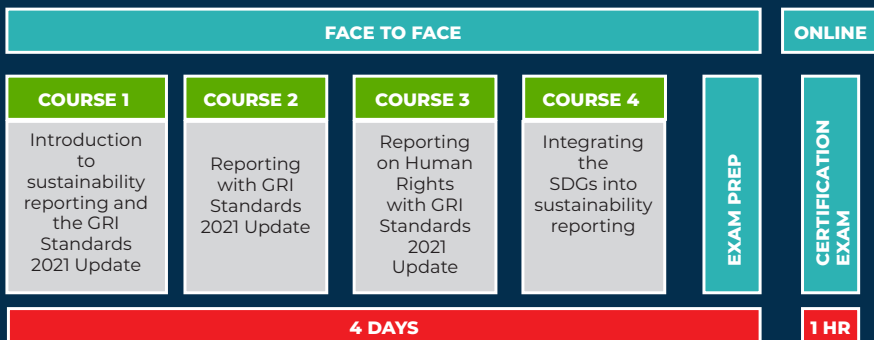 FACE TO FACE
ONLINE
COURSE 1
Introduction
to
sustainability
reporting and
the GRI
Standards
2021 Update
COURSE 2
Reporting
with GRI
Standards
2021 Update
COURSE 3
Reporting
on Human
Rights
with GRI
Standards
2021
Update
COURSE 4
Integrating
the
SDGs into
sustainability
reporting
EXAM PREP
CERTIFICATION
EXAM
4 DAYS
1 HR